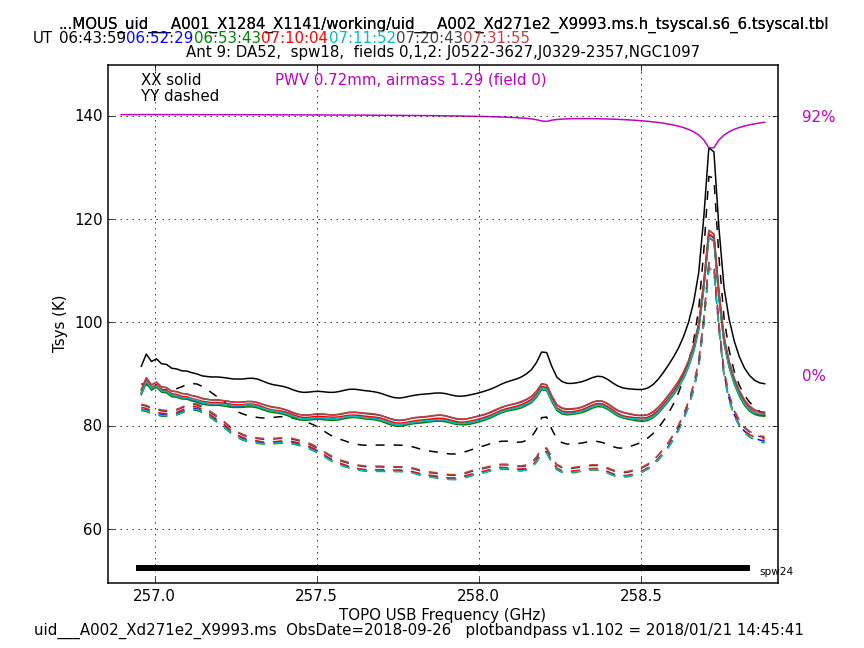 ...MOUS_uid___A001_X1284_X1141/working/uid___A002_Xd271e2_X9993.ms.h_tsyscal.s6_6.tsyscal.tbl
UT 06:43:59 06:52:29 06:53:43 07:10:04 07:11:52 07:20:43 07:31:55
Ant 9: DA52, spw18, fields 0,1,2: J0522-3627,J0329-2357,NGC1097
XX solid
PWV 0.72mm, airmass 1.29 (field 0)
YY dashed
140
92%
120
Tsys (K)
100
0%
80
60
spw24
257.0 257.5 258.0 258.5
TOPO USB Frequency (GHz)
uid___A002_Xd271e2_X9993.ms ObsDate=2018-09-26 plotbandpass v1.102 = 2018/01/21 14:45:41